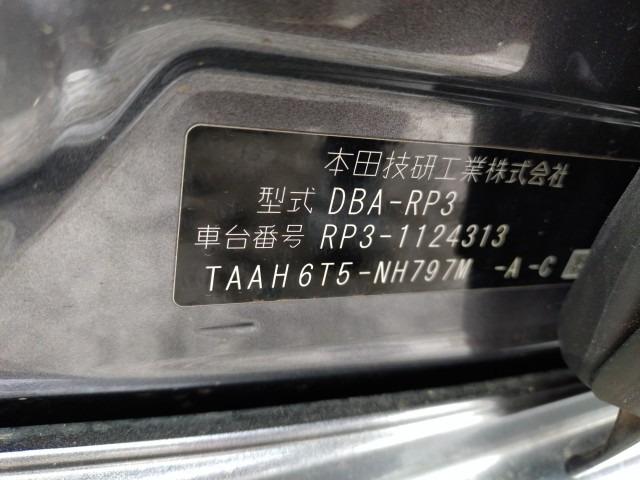 本田技研工業株式会社
型式 DBA-RP3
車台番号 RP3-1124313
TAAH6T5-NH797M -A-C